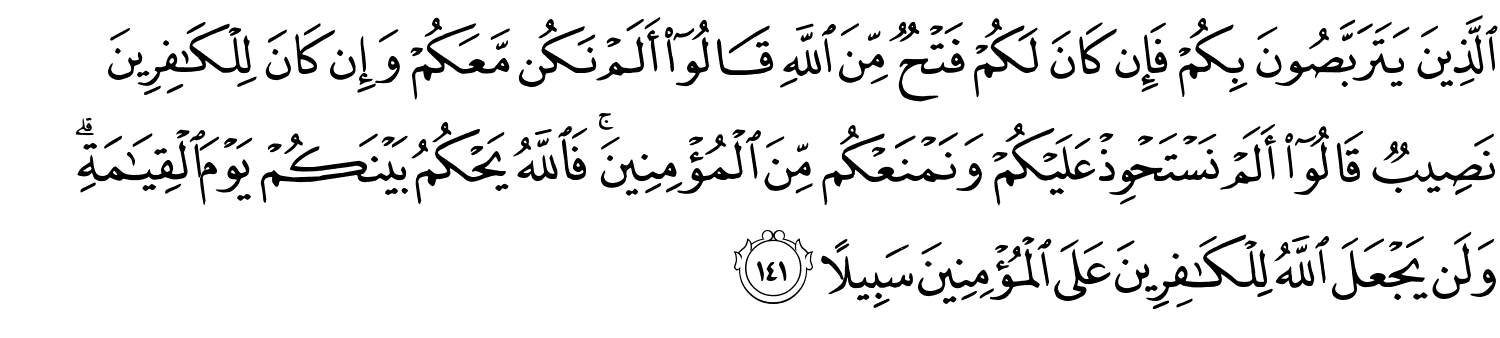 ٱلَّذِينَ يَتَرَبَّصُونَ بِكُمْ فَإِن كَانَ لَكُمْ فَتْحٌ مِّنَ ٱللَّهِ قَالُوٓا۟ أَلَمْ نَكُن مَّعَكُمْ وَإِن كَانَ لِلْكَـٰفِرِينَ
نَصِيبٌ قَالُوٓا۟ أَلَمْ نَسْتَحْوِذْ عَلَيْكُمْ وَنَمْنَعْكُم مِّنَ ٱلْمُؤْمِنِينَ ۚ فَٱللَّهُ يَحْكُمُ بَيْنَكُمْ يَوْمَ ٱلْقِيَـٰمَةِ ۗ
وَلَن يَجْعَلَ ٱللَّهُ لِلْكَـٰفِرِينَ عَلَى ٱلْمُؤْمِنِينَ سَبِيلًا ١٤١